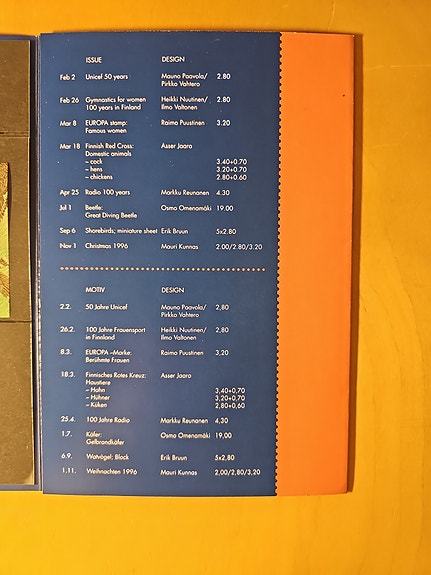 ISSUE DESIGN
Feb 2 Unicef 50 years Mauno Paavola/ 2.80
Pirkko Vahtero
Feb 26 Gymnastics for women Heikki Nuutinen/ 2.80
100 years in Finland Ilmo Valtonen
Mar 8 EUROPA stamp: Raimo Puustinen 3.20
Famous women
Mar 18 Finnish Red Cross: Asser Jaaro
Domestic animals
– cock 3.40+0.70
– hens 3.20+0.70
– chickens 2.80+0.60
Apr 25 Radio 100 years Markku Reunanen 4.30
Jul 1 Beetle: Osmo Omenamäki 19.00
Great Diving Beetle
Sep 6 Shorebirds; miniature sheet Erik Bruun 5x2.80
Nov 1 Christmas 1996 Mauri Kunnas 2.00/2.80/3.20
MOTIV DESIGN
2.2. 50 Jahre Unicef Mauno Paavola/ 2,80
Pirkko Vahtero
26.2. 100 Jahre Frauensport Heikki Nuutinen/ 2,80
in Finnland Ilmo Valtonen
8.3. EUROPA –Marke: Raimo Puustinen 3,20
Berühmte Frauen
18.3. Finnisches Rotes Kreuz: Asser Jaaro
Haustiere
– Hahn 3,40+0,70
– Hühner 3,20+0,70
– Küken 2,80+0,60
25.4. 100 Jahre Radio Markku Reunanen 4,30
1.7. Käfer: Osmo Omenamäki 19,00
Gelbrandkäfer
6.9. Watvögel; Block Erik Bruun 5x2,80
1.11. Weihnachten 1996 Mauri Kunnas 2,00/2,80/3,20